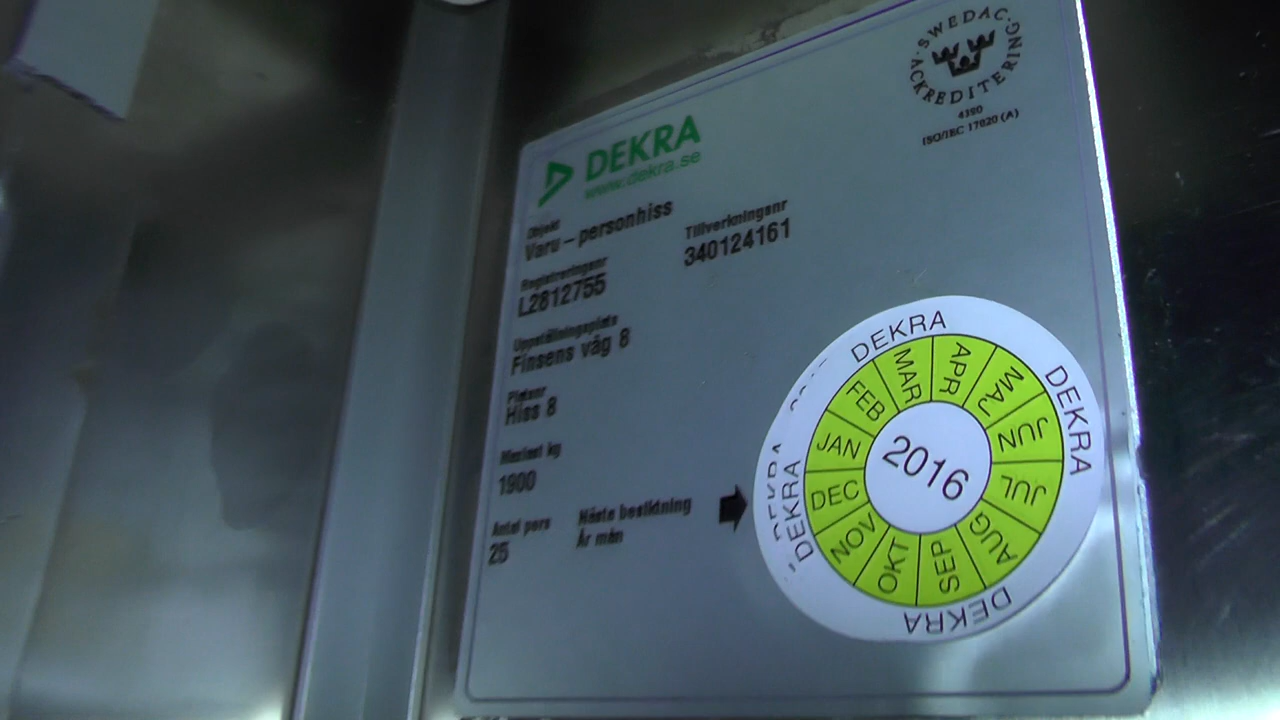 SWEDAC·ACKREDITERING·
4380
ISO/IEC 17020 (A)
DEKRA
www.dekra.se
Objekt
Varu – personhiss
Tillverkningsnr
340124161
Registreringsnr
L2812755
Uppställningsplats
Finsens väg 8
Platsnr
Hiss 8
Maxlast kg
1900
Antal pers
25
Nästa besiktning
År mån
DEKRA
DEKRA
DEKRA
DEKRA
JAN
FEB
MAR
APR
MAJ
JUN
JUL
AUG
SEP
OKT
NOV
DEC
2016